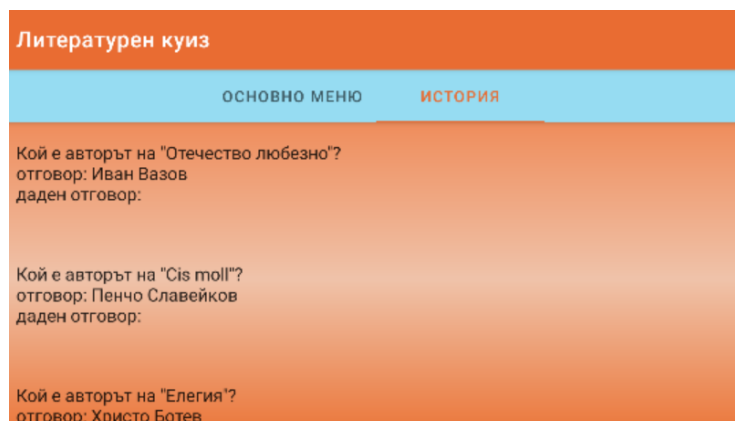 Литературен куиз
ОСНОВНО МЕНЮ ИСТОРИЯ
Кой е авторът на "Отечество любезно"?
отговор: Иван Вазов
даден отговор:
Кой е авторът на "Cis moll"?
отговор: Пенчо Славейков
даден отговор:
Кой е авторът на "Елегия"?
отговор: Христо Ботев